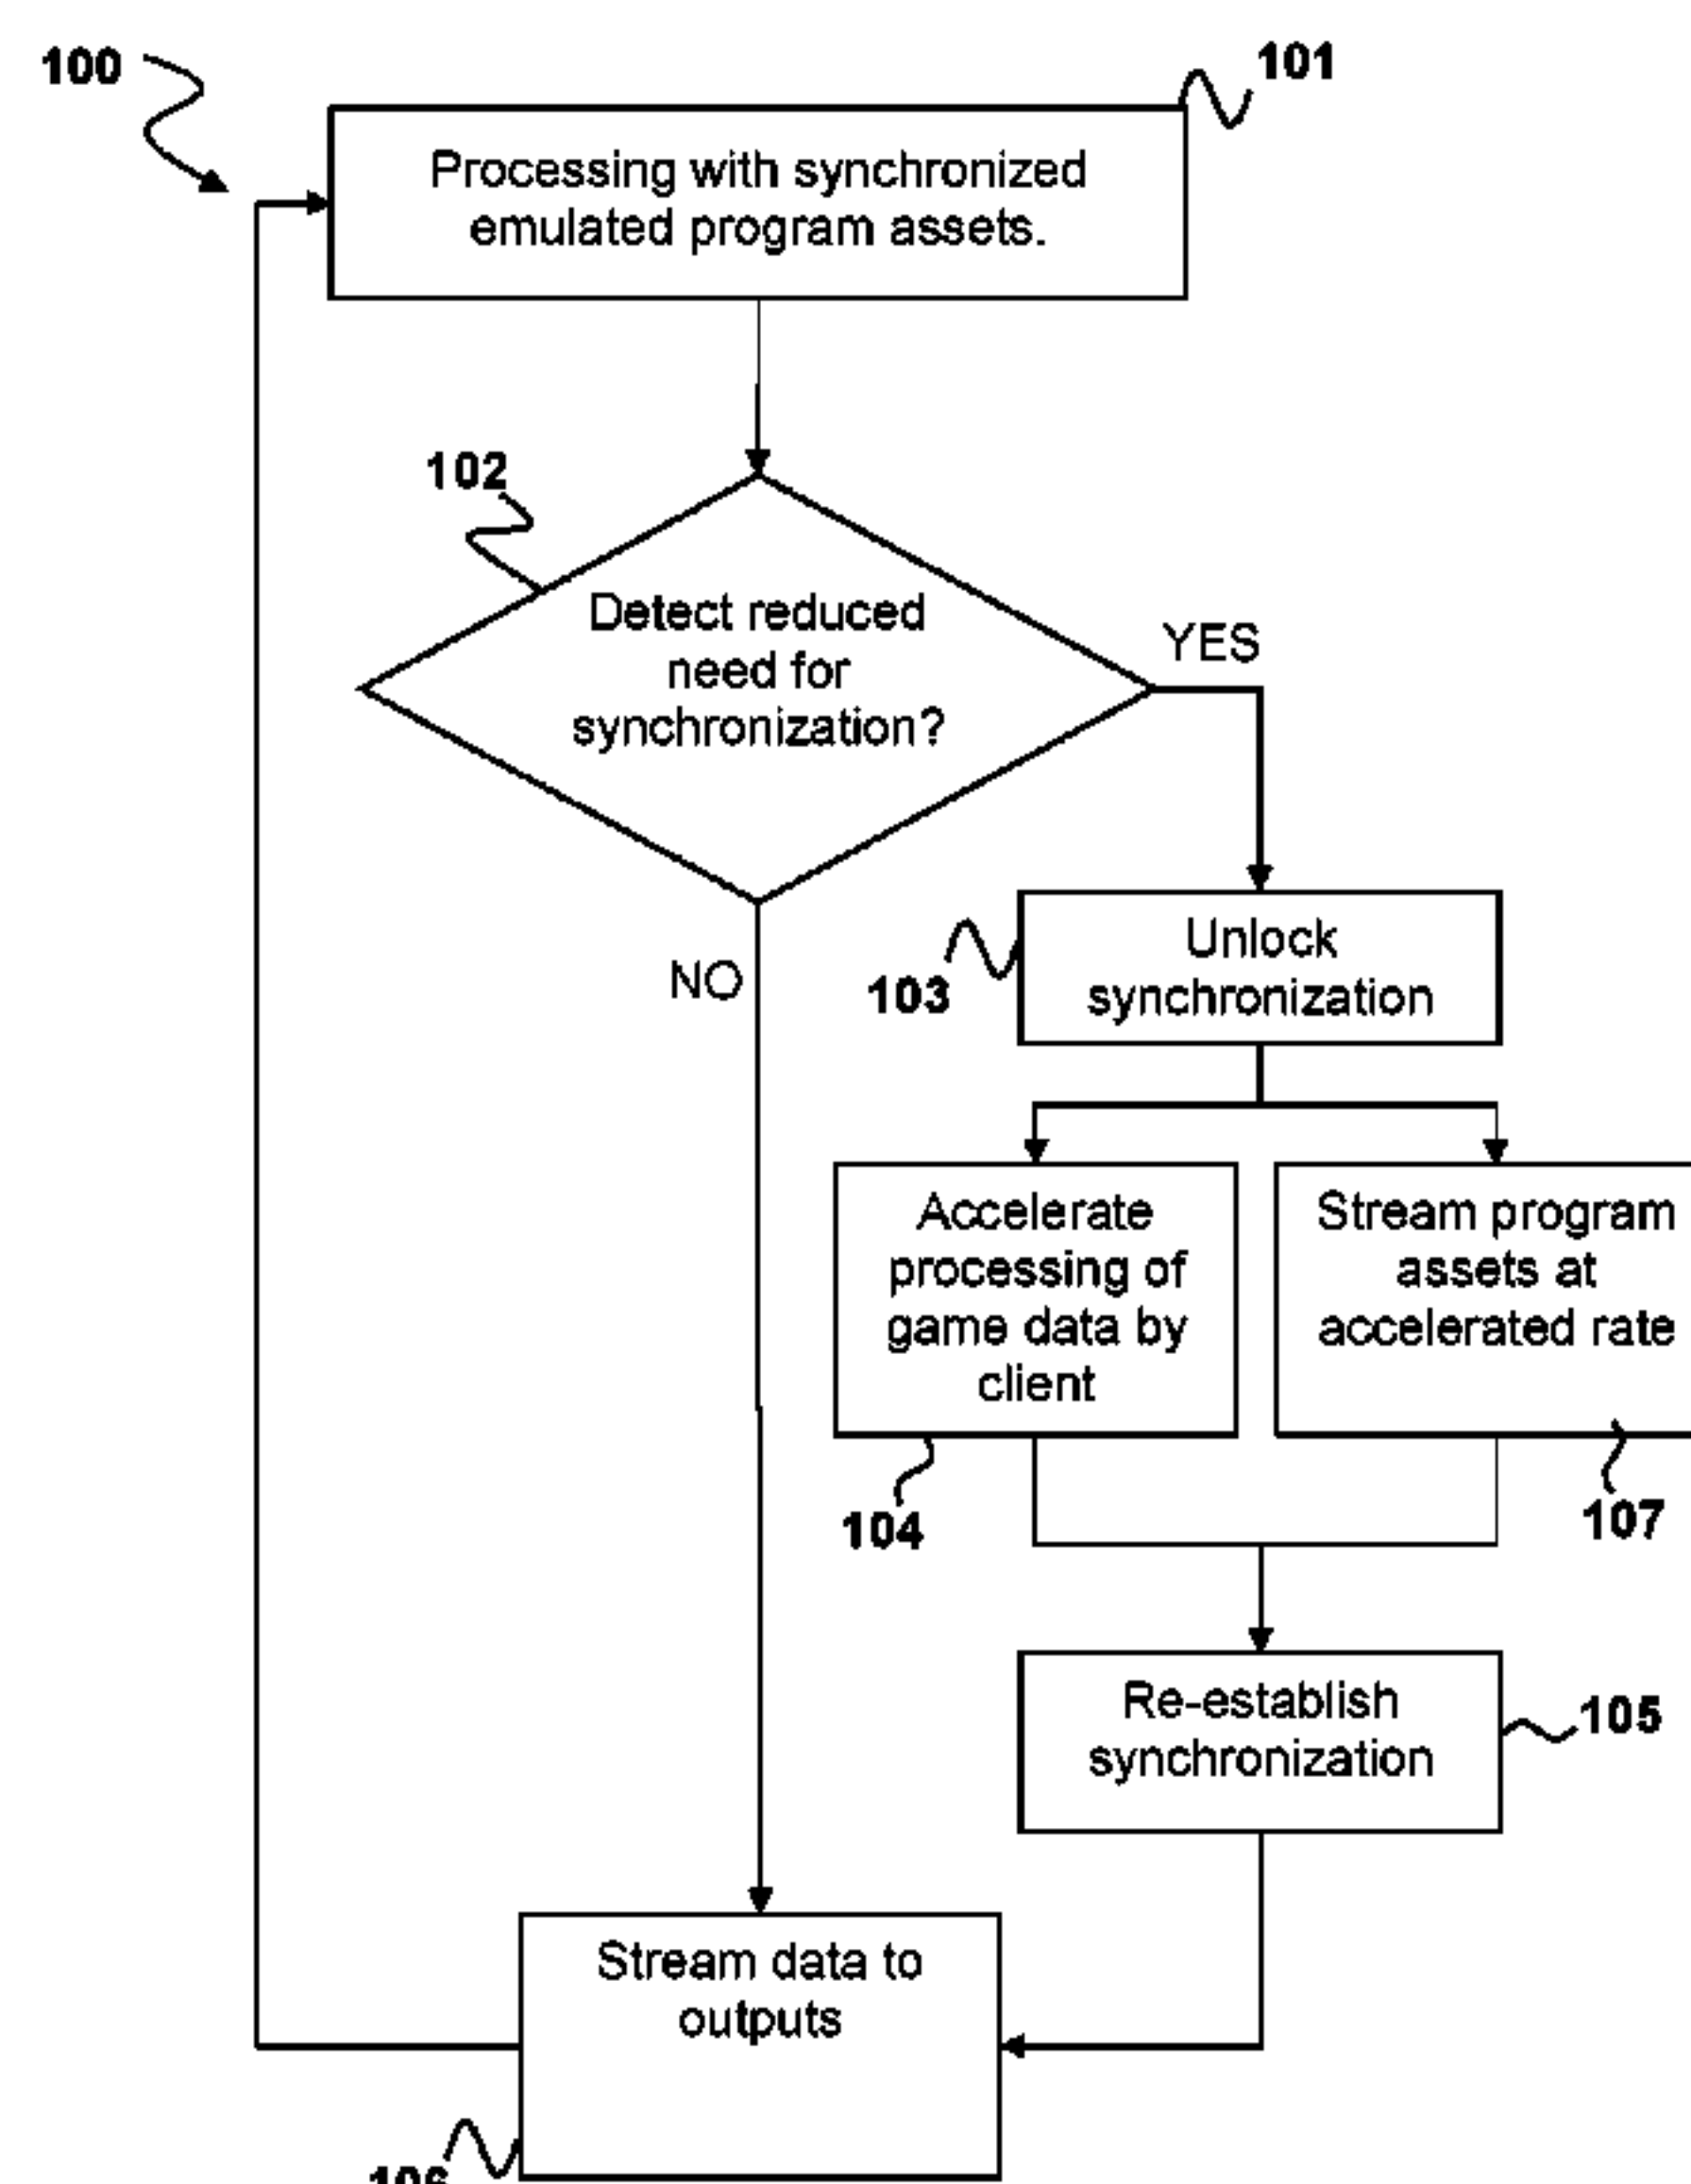 100
101
Processing with synchronized
emulated program assets.
102
Detect reduced
need for
synchronization?
YES
NO
103
Unlock
synchronization
Accelerate
processing of
game data by
client
Stream program
assets at
accelerated rate
104
107
Re-establish
synchronization
105
Stream data to
outputs
106